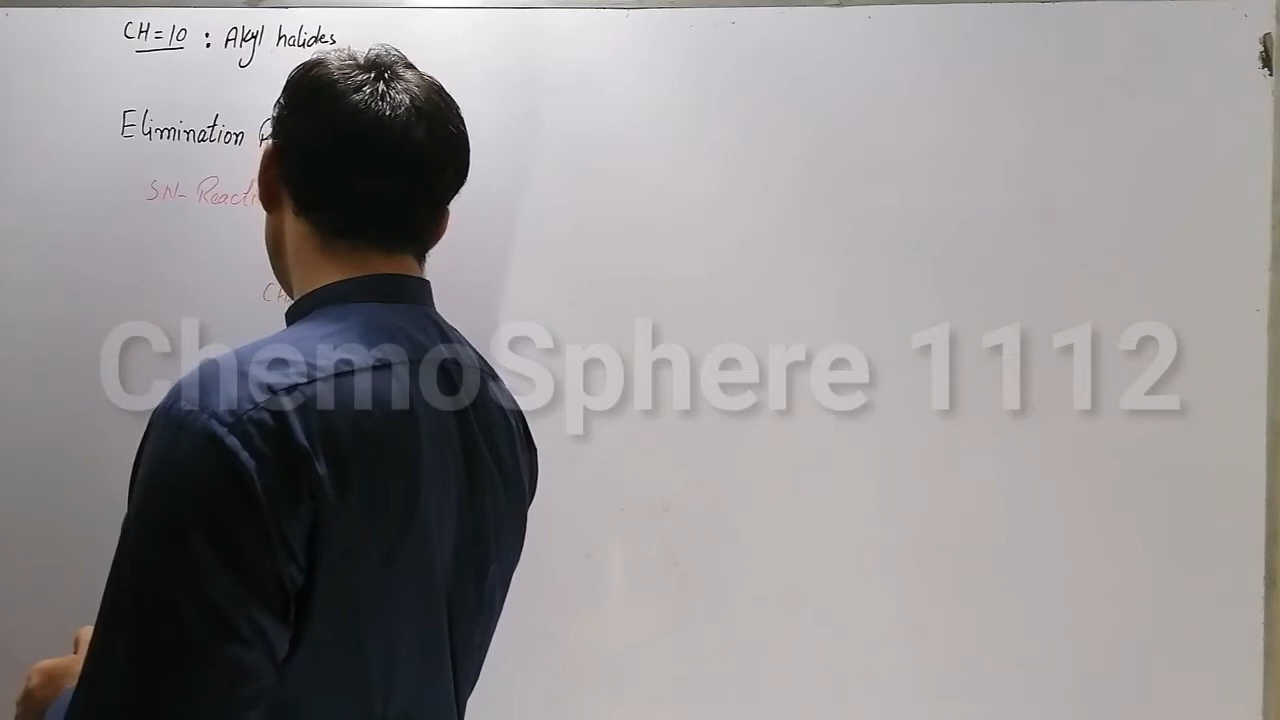 CH=10 : Alkyl halides
Elimination
SN- Reacti
ChemoSphere 1112